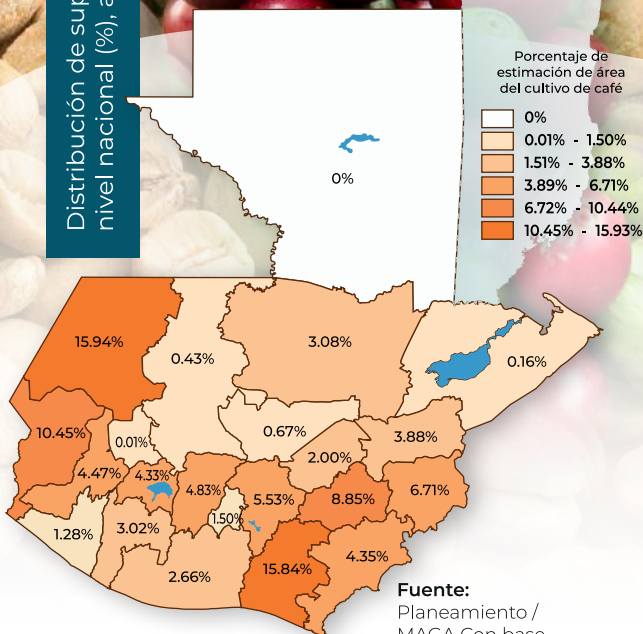 Distribución de
nivel nacional (%),
Porcentaje de
estimación de área
del cultivo de café
0%
0.01% - 1.50%
1.51% - 3.88%
3.89% - 6.71%
6.72% - 10.44%
10.45% - 15.93%
0%
15.94%
0.43%
3.08%
0.16%
10.45%
0.01%
0.67%
3.88%
2.00%
4.47%
4.33%
4.83%
1.50%
5.53%
8.85%
6.71%
1.28%
3.02%
2.66%
15.84%
4.35%
Fuente:
Planeamiento /
MAGA Con base